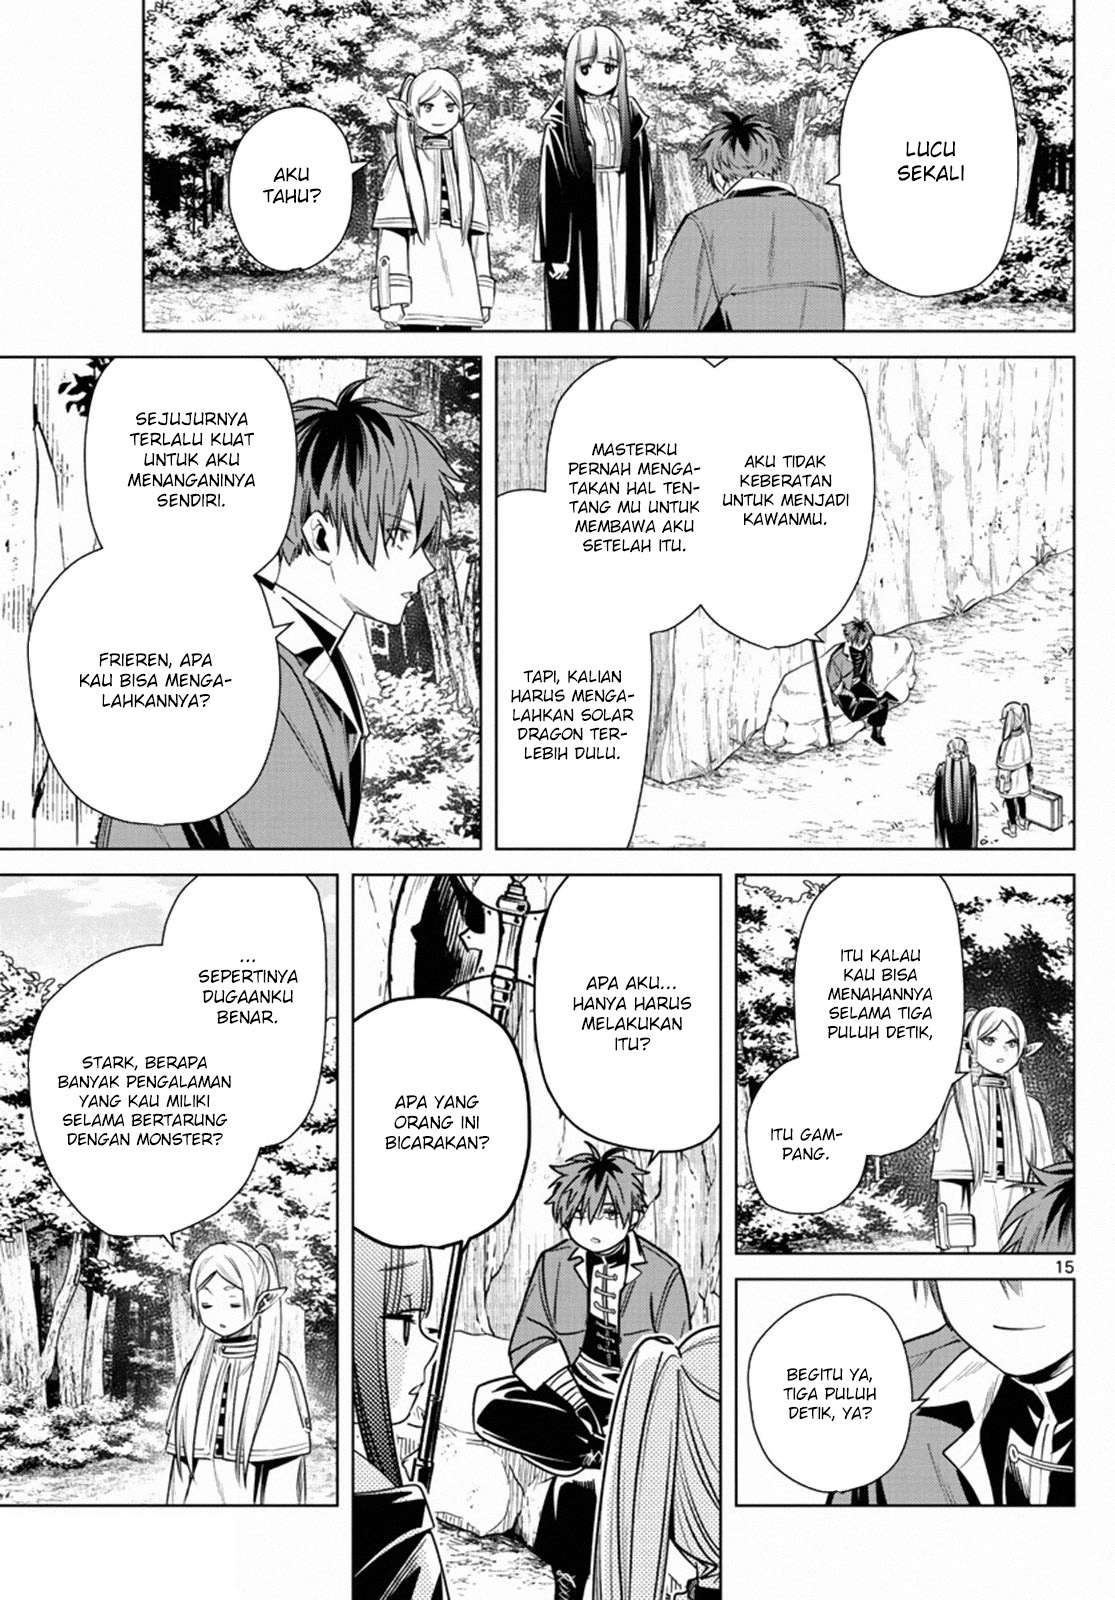 LUCU
SEKALI
AKU
TAHU?
AKU TIDAK
KEBERATAN
UNTUK MENJADI
KAWANMU.
MASTERKU
PERNAH MENGA-
TAKAN HAL TEN-
TANG MU UNTUK
MEMBAWA AKU
SETELAH ITU.
TAPI, KALIAN
HARUS MENGA-
LAHKAN SOLAR
DRAGON TER-
LEBIH DULU.
SEJUJURNYA
TERLALU KUAT
UNTUK AKU
MENANGANINYA
SENDIRI.
FRIEREN, APA
KAU BISA MENGA-
LAHKANNYA?
ITU KALAU
KAU BISA
MENAHANNYA
SELAMA TIGA
PULUH DETIK,
ITU GAM-
PANG.
15
BEGITU YA,
TIGA PULUH
DETIK, YA?
APA AKU...
HANYA HARUS
MELAKUKAN
ITU?
APA YANG
ORANG INI
BICARAKAN?
...
SEPERTINYA
DUGAANKU
BENAR.
STARK, BERAPA
BANYAK PENGALAMAN
YANG KAU MILIKI
SELAMA BERTARUNG
DENGAN MONSTER?